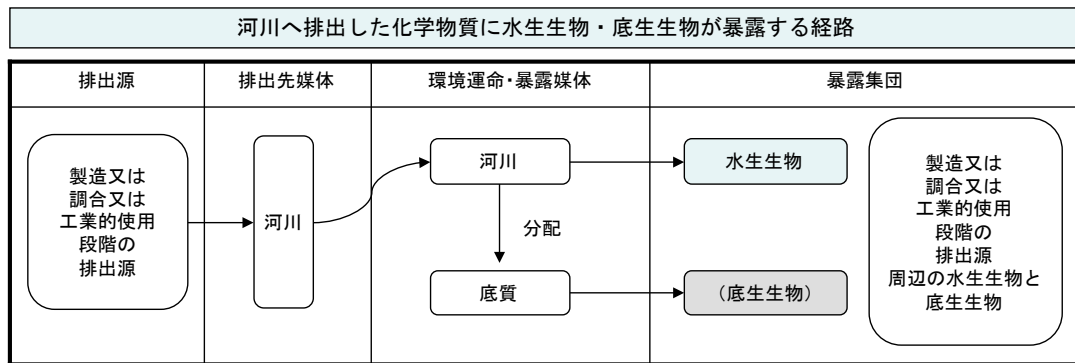 河川へ排出した化学物質に水生生物・底生生物が暴露する経路
排出源
排出先媒体
環境運命・暴露媒体
暴露集団
製造又は
調合又は
工業的使用
段階の
排出源
河川
河川
分配
底質
水生生物
(底生生物)
製造又は
調合又は
工業的使用
段階の
排出源
周辺の水生生物と
底生生物